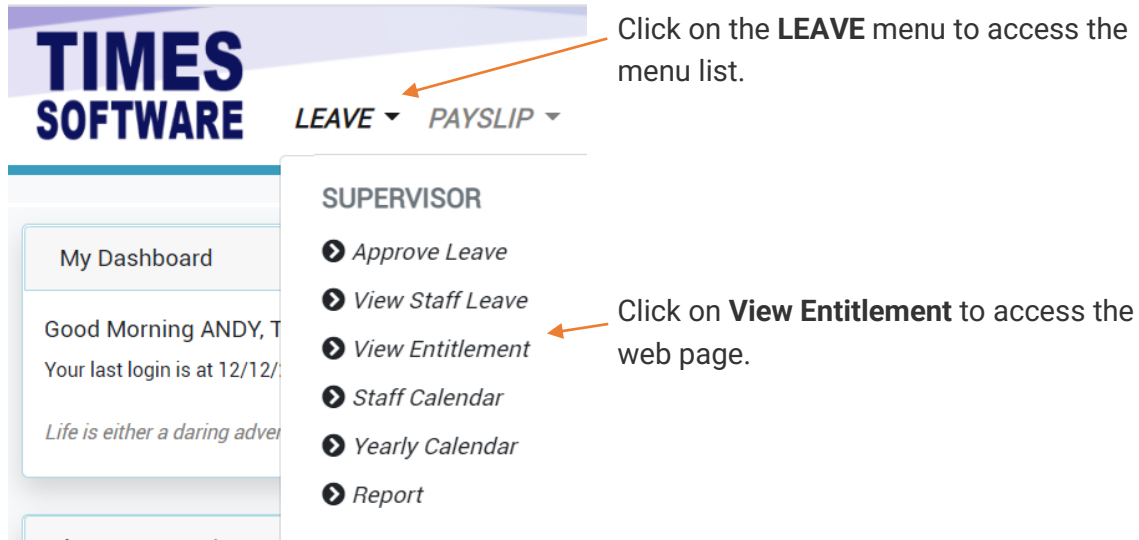 TIMES
SOFTWARE
LEAVE
PAYSLIP
Click on the LEAVE menu to access the
menu list.
SUPERVISOR
Approve Leave
View Staff Leave
View Entitlement
Staff Calendar
Yearly Calendar
Report
My Dashboard
Good Morning ANDY, T
Your last login is at 12/12/
Life is either a daring adver
Click on View Entitlement to access the
web page.